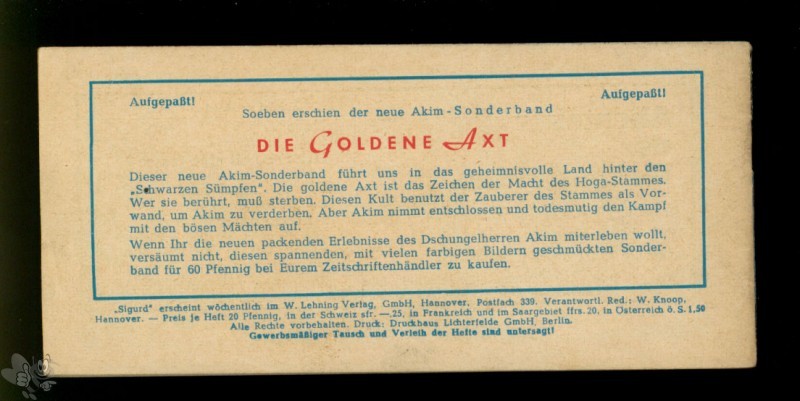 Aufgepaßt!
Aufgepaßt!
Soeben erschien der neue Akim-Sonderband
DIE GOLDENE AXT
Dieser neue Akim-Sonderband führt uns in das geheimnisvolle Land hinter den
„Schwarzen Sümpfen". Die goldene Axt ist das Zeichen der Macht des Hoga-Stammes.
Wer sie berührt, muß sterben. Diesen Kult benutzt der Zauberer des Stammes als Vor-
wand, um Akim zu verderben. Aber Akim nimmt entschlossen und todesmutig den Kampf
mit den bösen Mächten auf.
Wenn Ihr die neuen packenden Erlebnisse des Dschungelherren Akim miterleben wollt,
versäumt nicht, diesen spannenden, mit vielen farbigen Bildern geschmückten Sonder-
band für 60 Pfennig bei Eurem Zeitschriftenhändler zu kaufen.
„Sigurd" erscheint wöchentlich im W. Lehning Verlag, GmbH, Hannover. Postfach 339. Verantwortl. Red.: W. Knoop,
Hannover. — Preis je Heft 20 Pfennig, in der Schweiz sfr. —.25, in Frankreich und im Saargebiet ffrs. 20, in Österreich ö. S. 1,50
Alle Rechte vorbehalten. Druck: Druckhaus Lichterfelde GmbH, Berlin.
Gewerbsmäßiger Tausch und Verleih der Hefte sind untersagt!